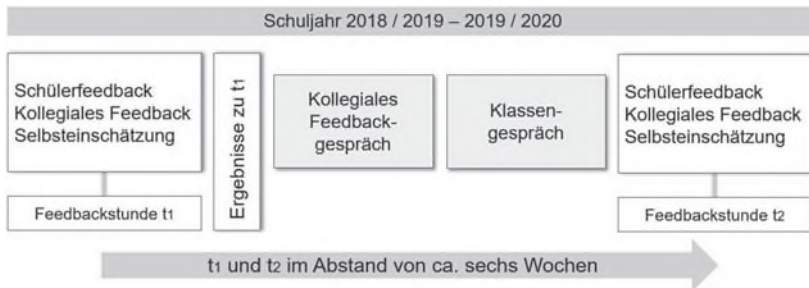 Schuljahr 2018 / 2019 – 2019 / 2020
Schülerfeedback
Kollegiales Feedback
Selbsteinschätzung
Feedbackstunde t1
Ergebnisse zu t1
Kollegiales
Feedback-
gespräch
Klassen-
gespräch
Schülerfeedback
Kollegiales Feedback
Selbsteinschätzung
Feedbackstunde t2
t1 und t2 im Abstand von ca. sechs Wochen